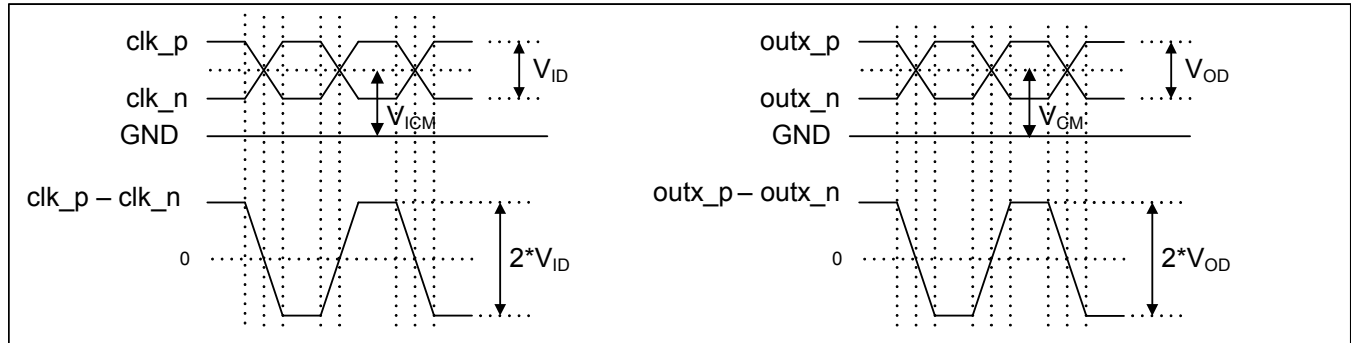 clk_p
V_ID
clk_n
V_ICM
GND
clk_p – clk_n
0
2*V_ID
outx_p
V_OD
outx_n
V_CM
GND
outx_p – outx_n
0
2*V_OD